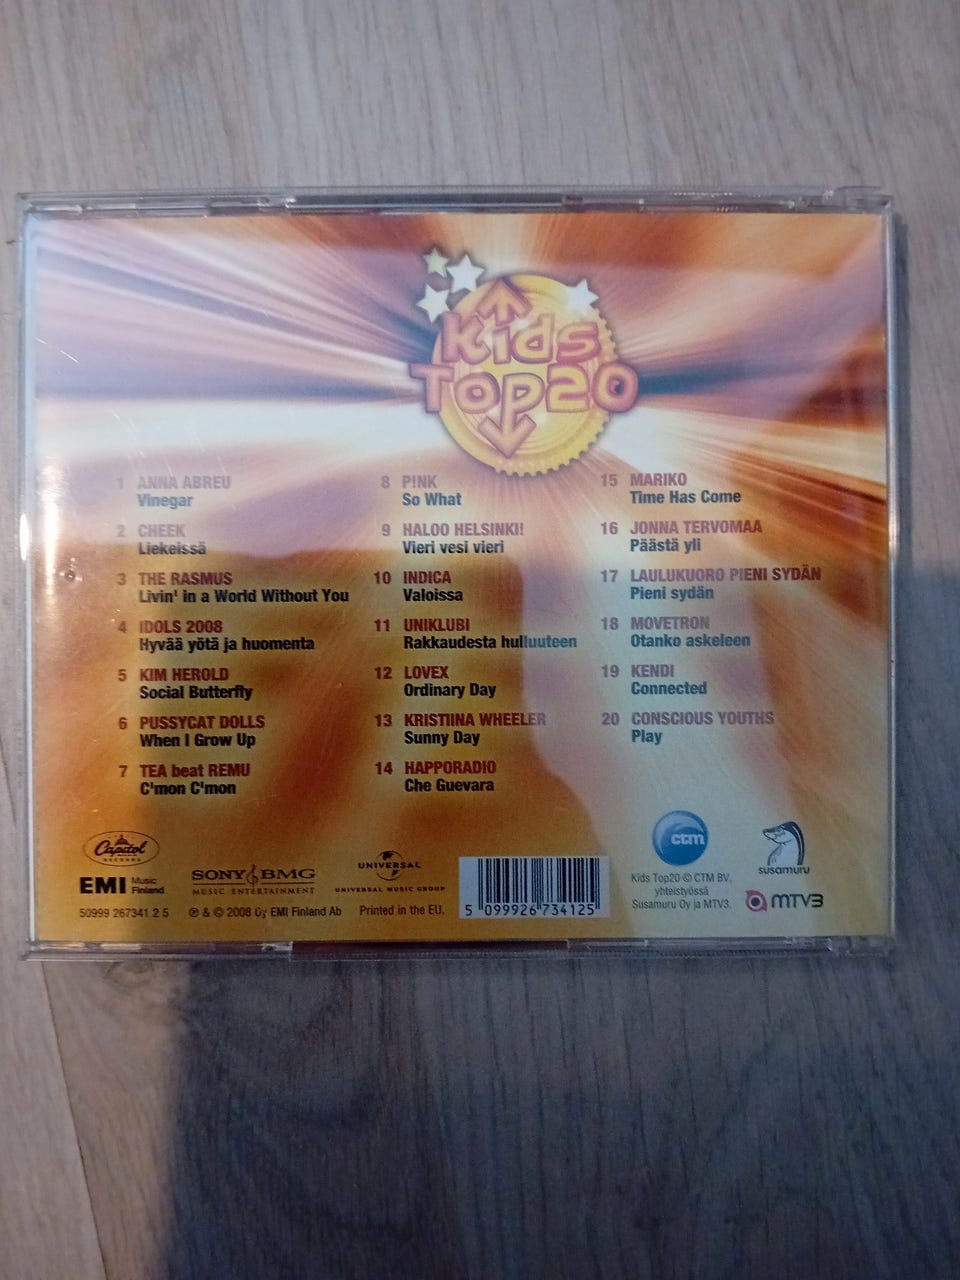 Kids
Top20
1 ANNA ABREU
Vinegar
2 CHEEK
Liekeissä
3 THE RASMUS
Livin' in a World Without You
4 IDOLS 2008
Hyvää yötä ja huomenta
5 KIM HEROLD
Social Butterfly
6 PUSSYCAT DOLLS
When I Grow Up
7 TEA beat REMU
C'mon C'mon
8 P!NK
So What
9 HALOO HELSINKI!
Vieri vesi vieri
10 INDICA
Valoissa
11 UNIKLUBI
Rakkaudesta hulluuteen
12 LOVEX
Ordinary Day
13 KRISTIINA WHEELER
Sunny Day
14 HAPPORADIO
Che Guevara
15 MARIKO
Time Has Come
16 JONNA TERVOMAA
Päästä yli
17 LAULUKUORO PIENI SYDÄN
Pieni sydän
18 MOVETRON
Otanko askeleen
19 KENDI
Connected
20 CONSCIOUS YOUTHS
Play
Capitol
RECORDS
EMI Music Finland
SONY BMG
MUSIC ENTERTAINMENT
UNIVERSAL
UNIVERSAL MUSIC GROUP
5 099926 734125
50999 267341 2 5
℗ & © 2008 by EMI Finland Ab
Printed in the EU.
ccm
susamuru
Kids Top20 © CTM BV,
yhteistyössä
Susamuru Oy ja MTV3.
MTV3